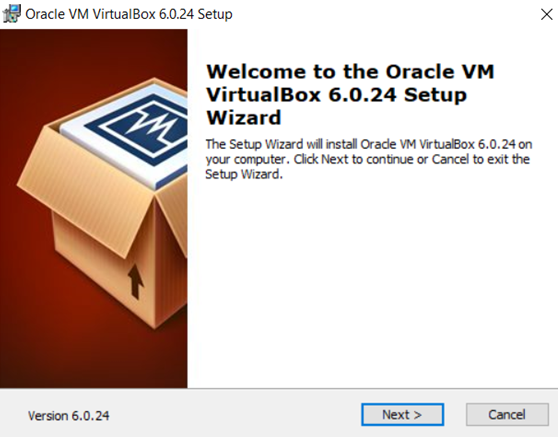 Oracle VM VirtualBox 6.0.24 Setup
Welcome to the Oracle VM
VirtualBox 6.0.24 Setup
Wizard
The Setup Wizard will install Oracle VM VirtualBox 6.0.24 on
your computer. Click Next to continue or Cancel to exit the
Setup Wizard.
Version 6.0.24
Next >
Cancel